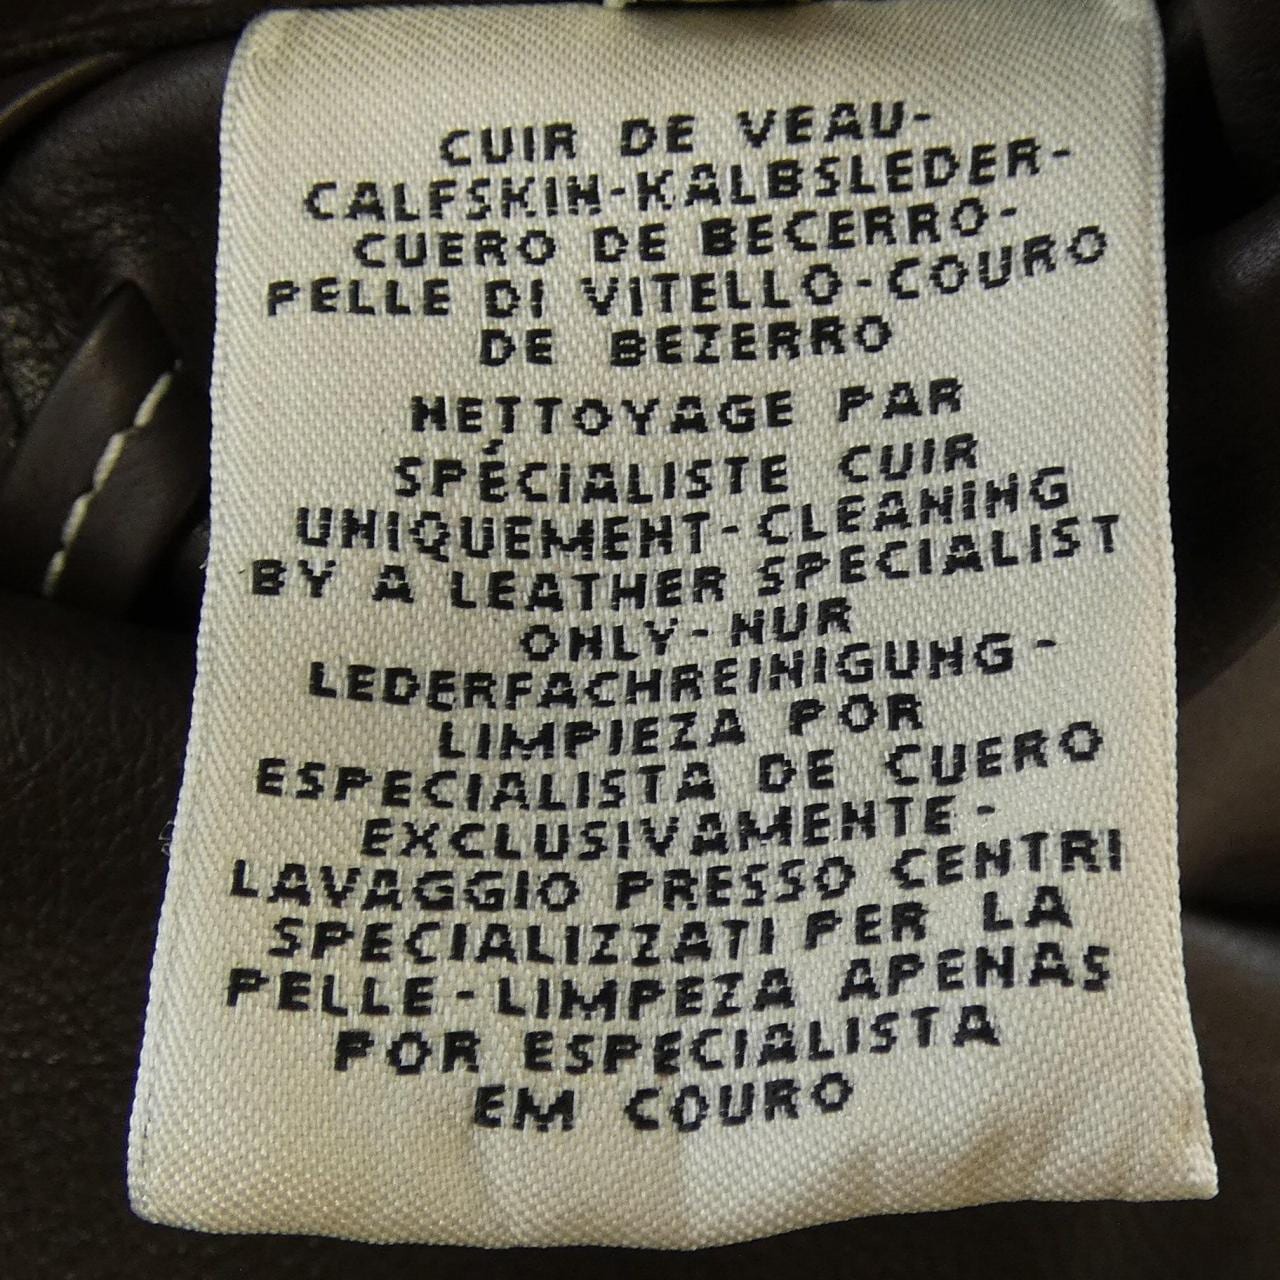 CUIR DE VEAU-
CALFSKIN-KALBSLEDER-
CUERO DE BECERRO-
PELLE DI VITELLO-COURO
DE BEZERRO
NETTOYAGE PAR
SPÉCIALISTE CUIR
UNIQUEMENT-CLEANING
BY A LEATHER SPECIALIST
ONLY-NUR
LEDERFACHREINIGUNG-
LIMPIEZA POR
ESPECIALISTA DE CUERO
EXCLUSIVAMENTE-
LAVAGGIO PRESSO CENTRI
SPECIALIZZATI PER LA
PELLE-LIMPEZA APENAS
POR ESPECIALISTA
EM COURO